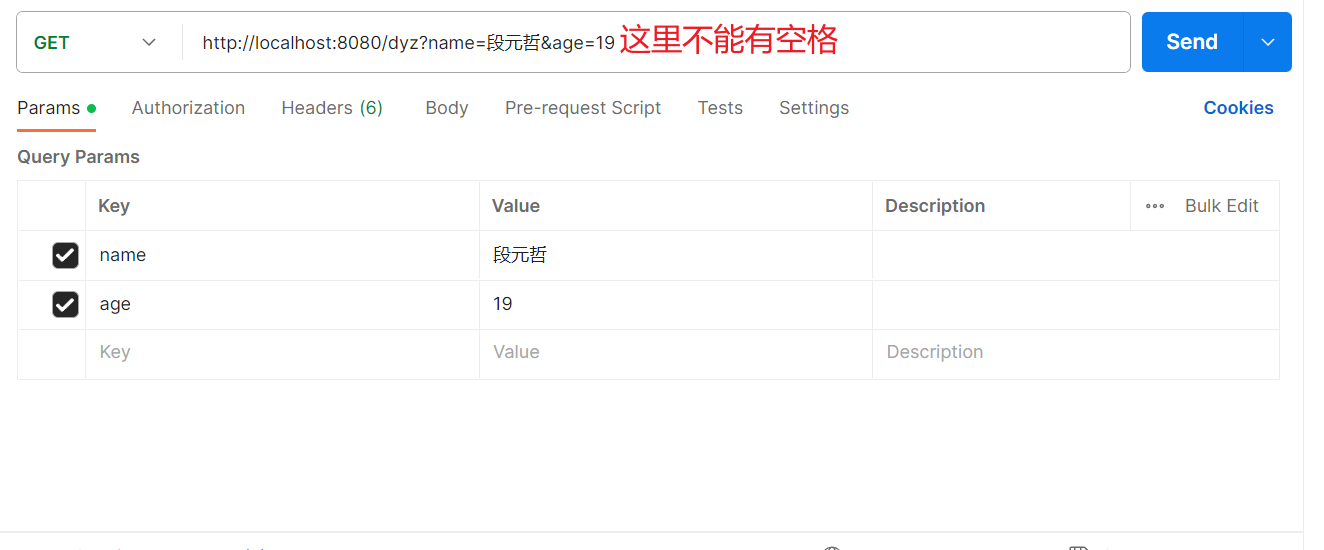 GET http://localhost:8080/dyz?name=段元哲&age=19 这里不能有空格 Send
Params Authorization Headers (6) Body Pre-request Script Tests Settings Cookies
Query Params
Key Value Description Bulk Edit
name 段元哲
age 19
Key Value Description